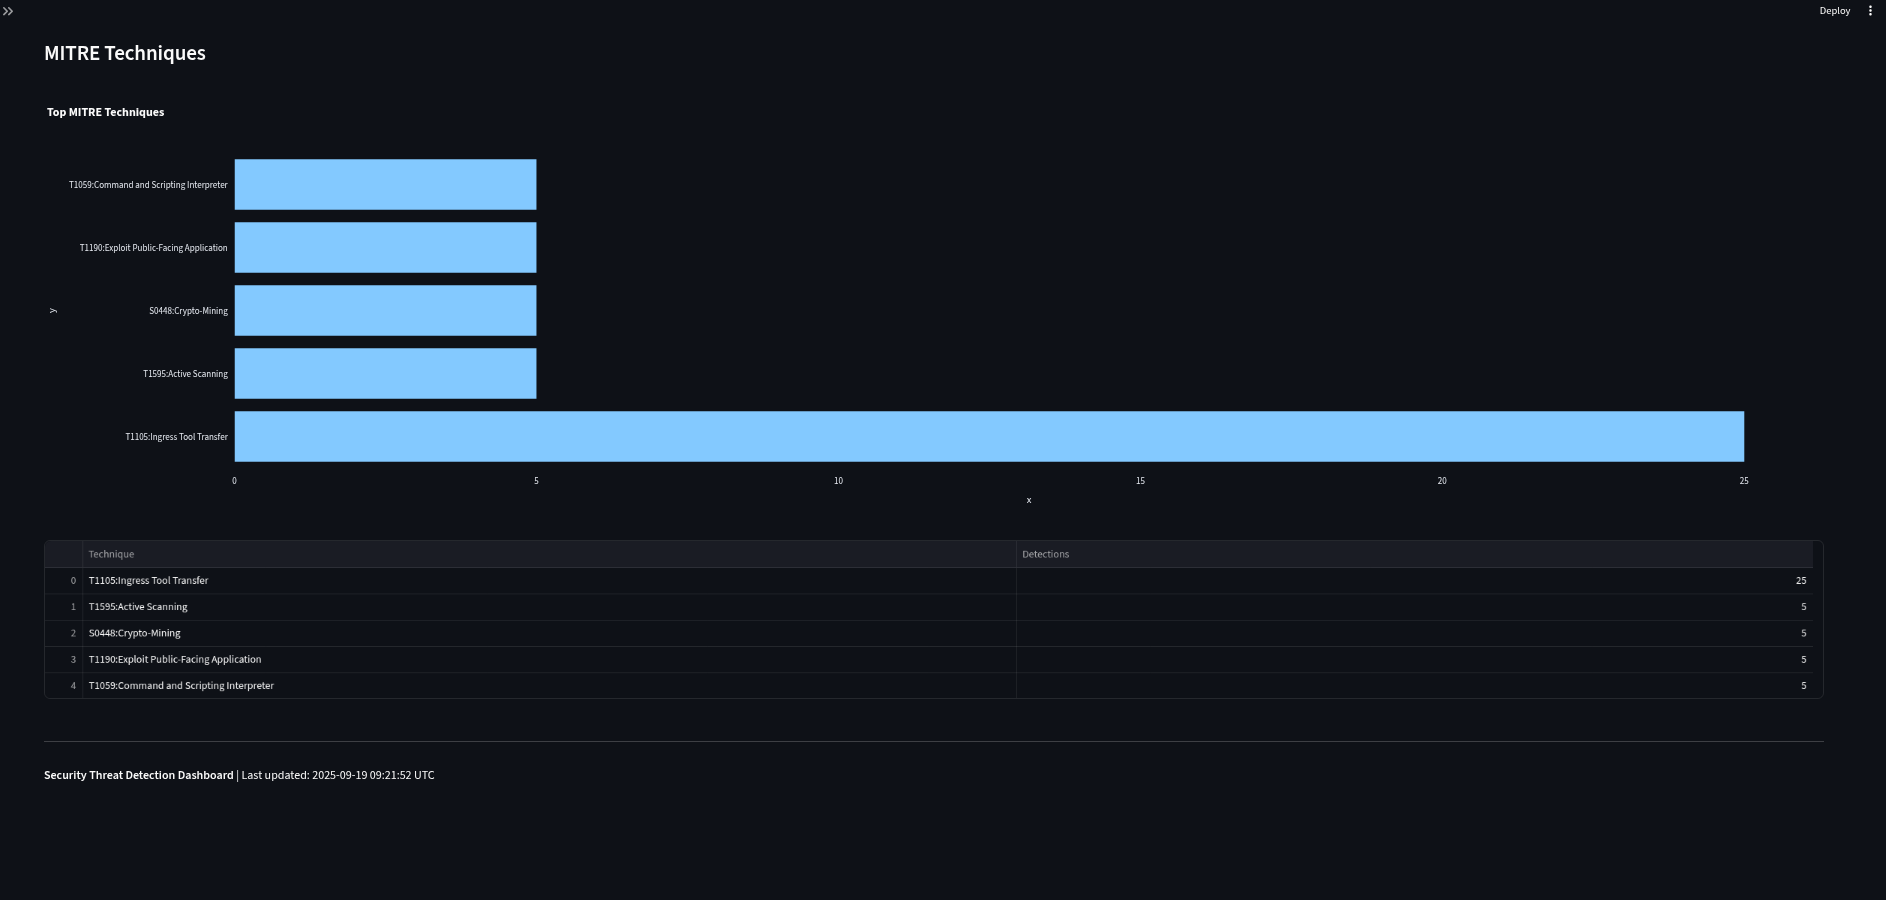 Deploy
MITRE Techniques
Top MITRE Techniques
T1059:Command and Scripting Interpreter
T1190:Exploit Public-Facing Application
y
S0448:Crypto-Mining
T1595:Active Scanning
T1105:Ingress Tool Transfer
0 5 10 15 20 25
x
Technique Detections
0 T1105:Ingress Tool Transfer 25
1 T1595:Active Scanning 5
2 S0448:Crypto-Mining 5
3 T1190:Exploit Public-Facing Application 5
4 T1059:Command and Scripting Interpreter 5
Security Threat Detection Dashboard | Last updated: 2025-09-19 09:21:52 UTC